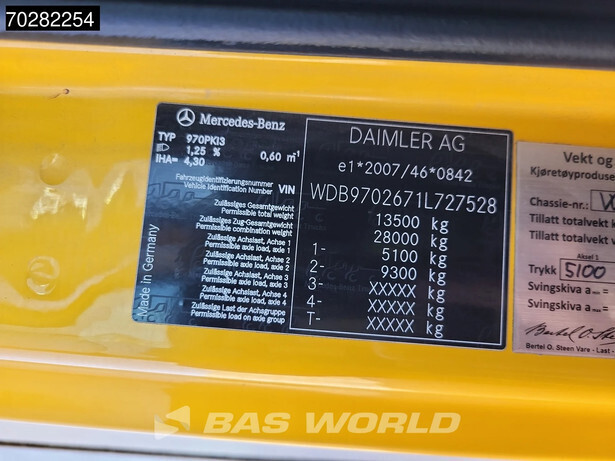 70282254
Mercedes-Benz
TYP 970PKI3
1,25 % 0,60 m⁻¹
IHA= 4,30
Fahrzeugidentifizierungsnummer
Vehicle Identification Number VIN
Zulässiges Gesamtgewicht
Permissible total weight
Zulässige Zug-Gesamtgewicht
Permissible combination weight
Zulässige Achslast, Achse 1
Permissible axle load, axle 1
Zulässige Achslast, Achse 2
Permissible axle load, axle 2
Zulässige Achslast, Achse 3
Permissible axle load, axle 3
Zulässige Achslast, Achse 4
Permissible axle load, axle 4
Zulässige Last der Achsgruppe
Permissible load on axle group
Made in Germany
DAIMLER AG
e1*2007/46*0842
WDB9702671L727528
13500 kg
28000 kg
1- 5100 kg
2- 9300 kg
3- XXXXX kg
4- XXXXX kg
T- XXXXX kg
Vekt og
Kjøretøyproduse
Chassie-nr.:
Tillatt totalvekt k
Tillatt totalvekt
Aksel 1
Trykk 5100
Svingskiva a min =
Svingskiva a max =
Bertel O. Steen Vare - Last -
BAS WORLD